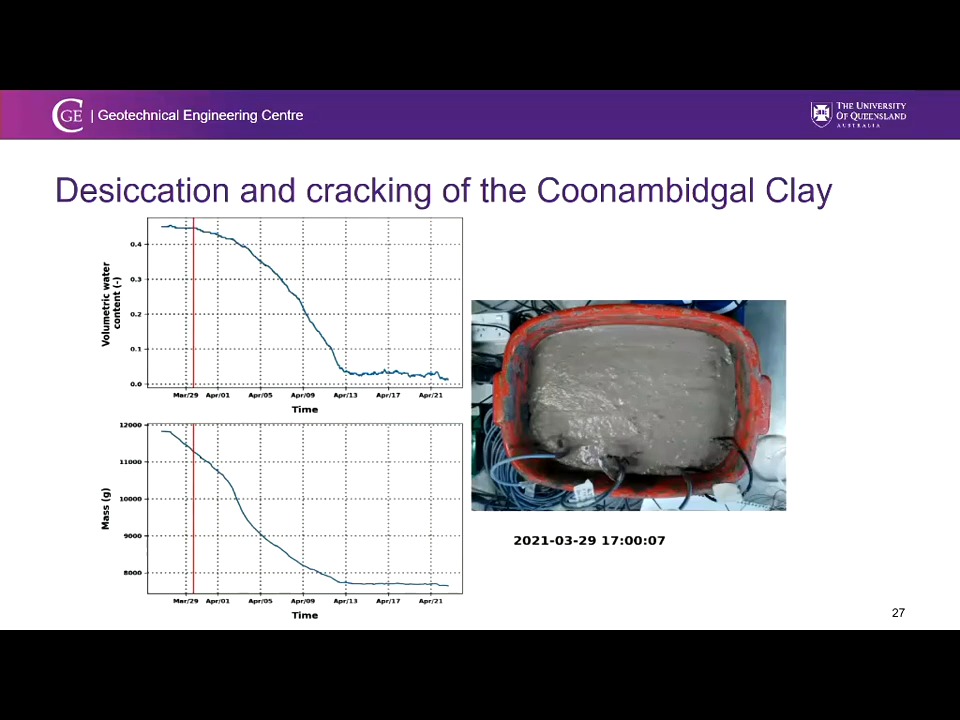 CGE | Geotechnical Engineering Centre
THE UNIVERSITY
OF QUEENSLAND
AUSTRALIA
Desiccation and cracking of the Coonambidgal Clay
Volumetric water
content (-)
0.4
0.3
0.2
0.1
0.0
Mar/29 Apr/01 Apr/05 Apr/09 Apr/13 Apr/17 Apr/21
Time
Mass (g)
12000
11000
10000
9000
8000
Mar/29 Apr/01 Apr/05 Apr/09 Apr/13 Apr/17 Apr/21
Time
2021-03-29 17:00:07
27